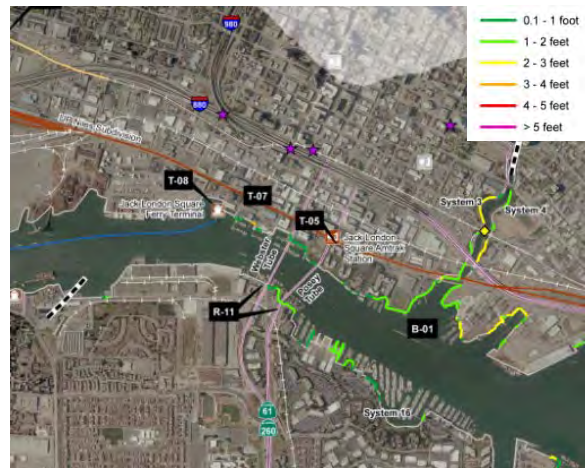 0.1 - 1 foot
1 - 2 feet
2 - 3 feet
3 - 4 feet
4 - 5 feet
> 5 feet
980
880
UP Niles Subdivision
T-08
T-07
T-05
Jack London
Square
Ferry Terminal
Jack London
Square Amtrak
Station
System 3
System 4
Webster
Tube
Posey
Tube
R-11
B-01
System 16
61
260